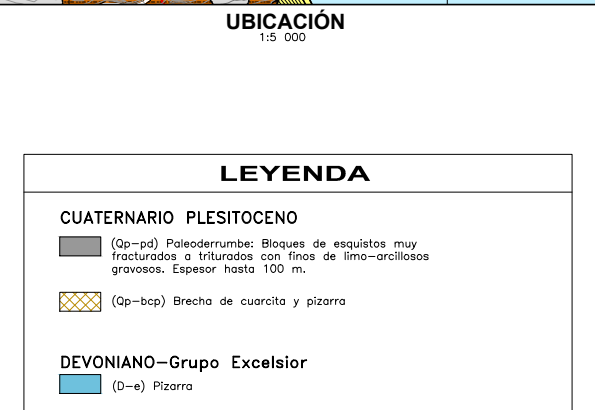 UBICACIÓN
1:5 000
LEYENDA
CUATERNARIO PLESITOCENO
(Qp-pd) Paleoderrumbe: Bloques de esquistos muy
fracturados a triturados con finos de limo-arcillosos
gravosos. Espesor hasta 100 m.
(Qp-bcp) Brecha de cuarcita y pizarra
DEVONIANO-Grupo Excelsior
(D-e) Pizarra